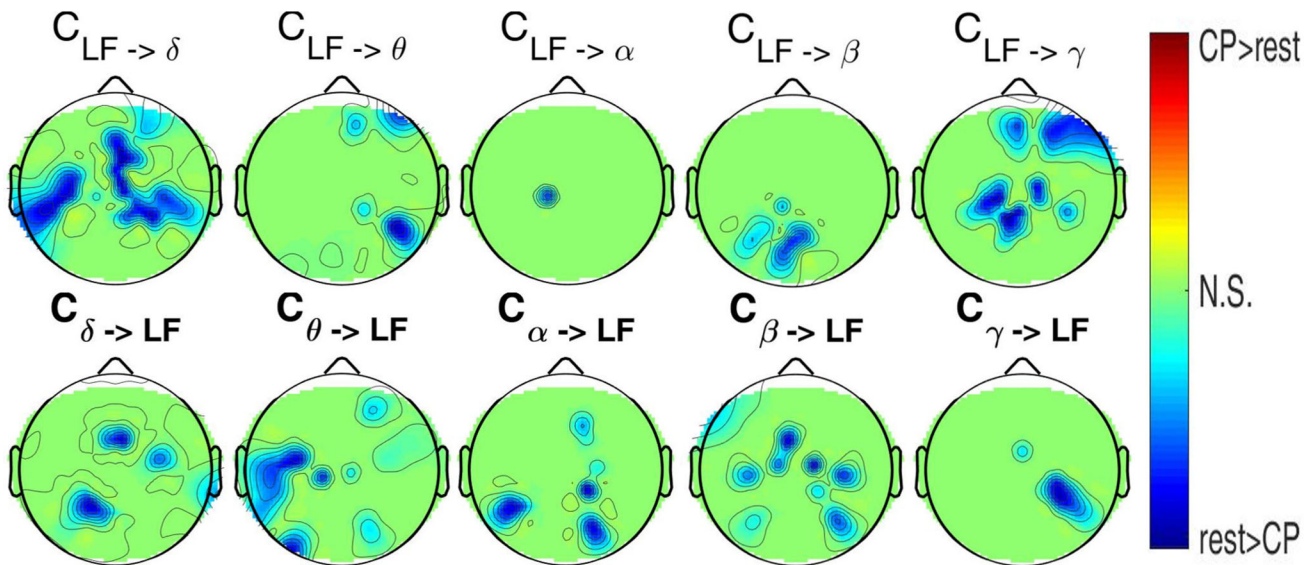 C LF -> δ
C LF -> θ
C LF -> α
C LF -> β
C LF -> γ
CP>rest
N.S.
rest>CP
C δ -> LF
C θ -> LF
C α -> LF
C β -> LF
C γ -> LF